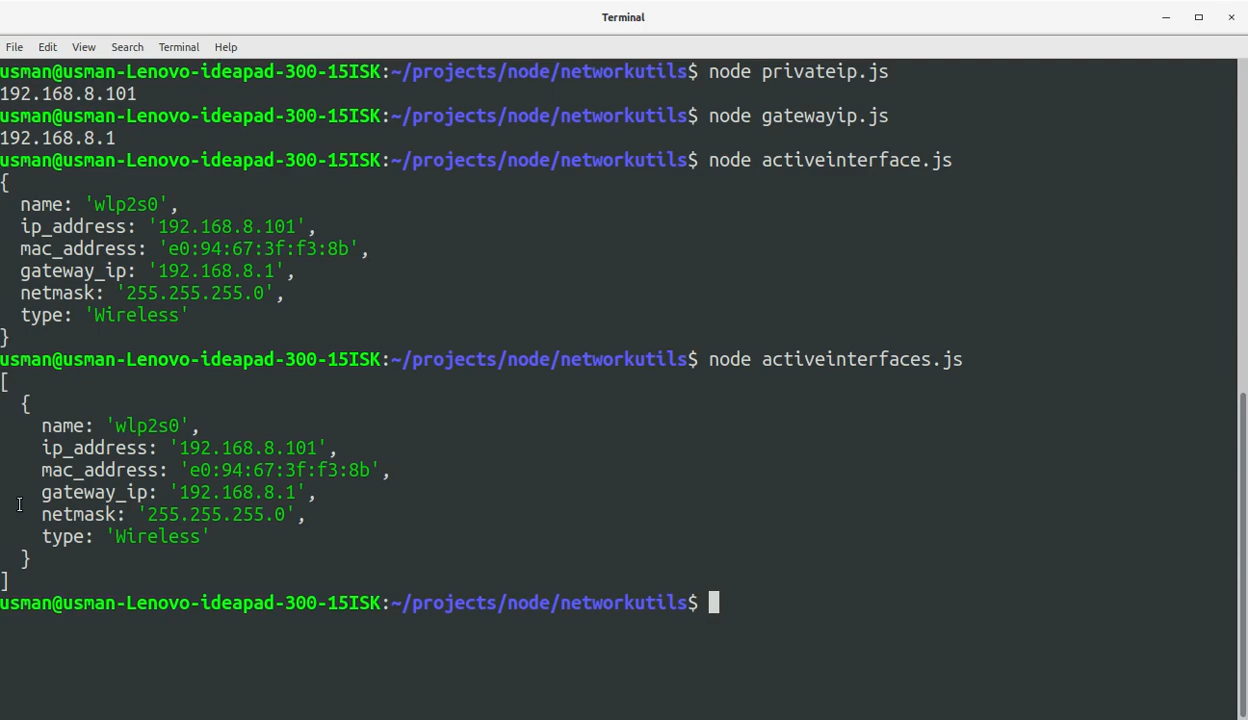 Terminal
File Edit View Search Terminal Help
usman@usman-Lenovo-ideapad-300-15ISK:~/projects/node/networkutils$ node privateip.js
192.168.8.101
usman@usman-Lenovo-ideapad-300-15ISK:~/projects/node/networkutils$ node gatewayip.js
192.168.8.1
usman@usman-Lenovo-ideapad-300-15ISK:~/projects/node/networkutils$ node activeinterface.js
{
  name: 'wlp2s0',
  ip_address: '192.168.8.101',
  mac_address: 'e0:94:67:3f:f3:8b',
  gateway_ip: '192.168.8.1',
  netmask: '255.255.255.0',
  type: 'Wireless'
}
usman@usman-Lenovo-ideapad-300-15ISK:~/projects/node/networkutils$ node activeinterfaces.js
[
  {
    name: 'wlp2s0',
    ip_address: '192.168.8.101',
    mac_address: 'e0:94:67:3f:f3:8b',
    gateway_ip: '192.168.8.1',
    netmask: '255.255.255.0',
    type: 'Wireless'
  }
]
usman@usman-Lenovo-ideapad-300-15ISK:~/projects/node/networkutils$